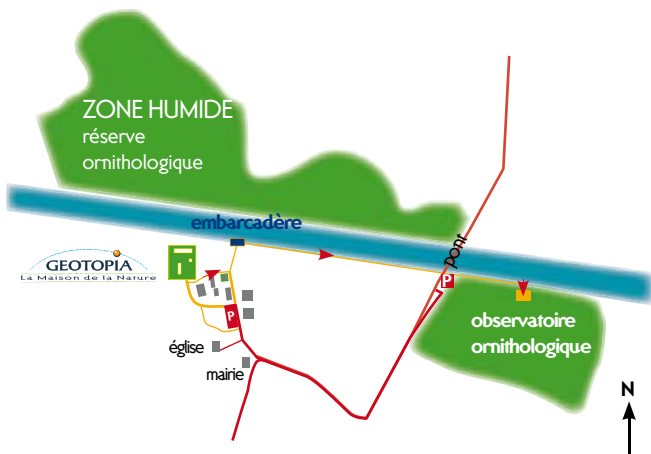 ZONE HUMIDE
réserve
ornithologique
embarcadère
pont
GEOTOPIA
La Maison de la Nature
P
P
observatoire
ornithologique
église
mairie
N